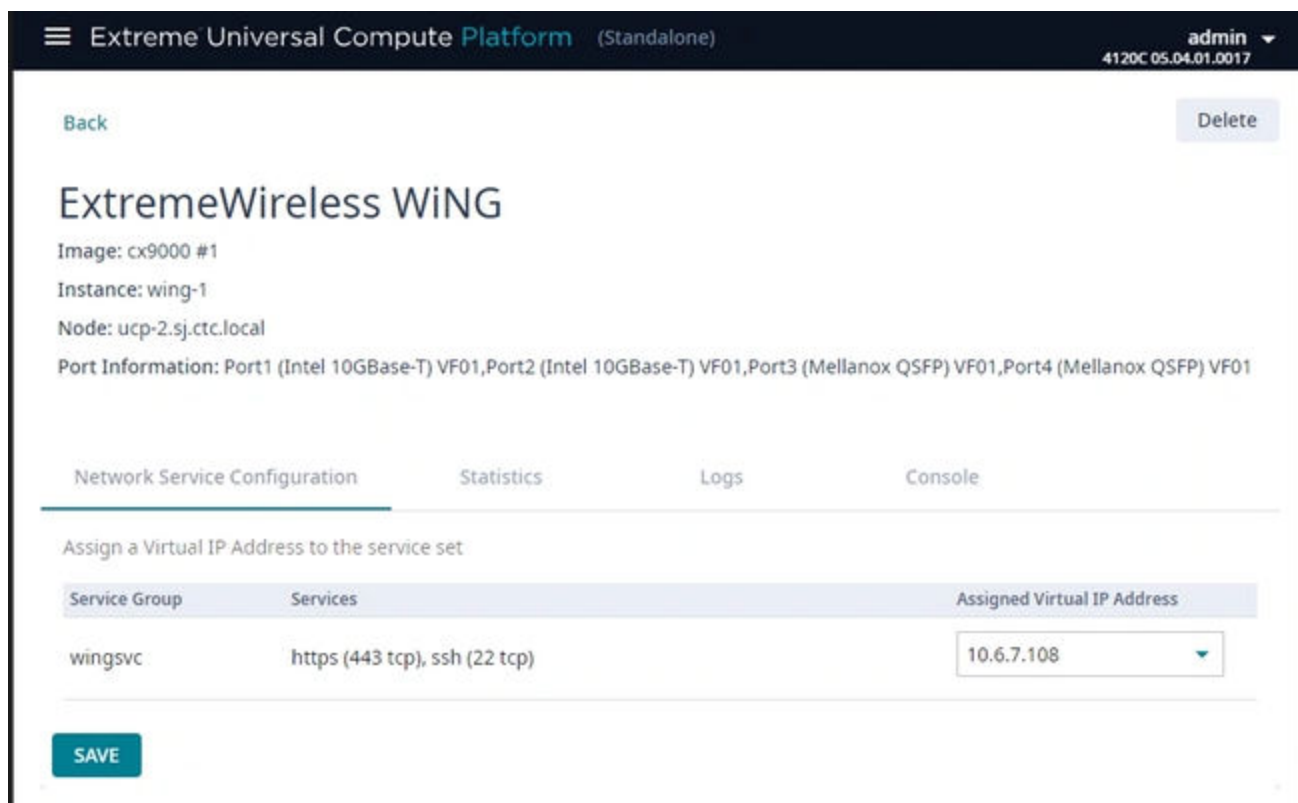 Extreme Universal Compute Platform (Standalone)
admin
4120C 05.04.01.0017
Back
Delete
ExtremeWireless WiNG
Image: cx9000 #1
Instance: wing-1
Node: ucp-2.sj.ctc.local
Port Information: Port1 (Intel 10GBase-T) VF01,Port2 (Intel 10GBase-T) VF01,Port3 (Mellanox QSFP) VF01,Port4 (Mellanox QSFP) VF01
Network Service Configuration Statistics Logs Console
Assign a Virtual IP Address to the service set
Service Group Services Assigned Virtual IP Address
wingsvc https (443 tcp), ssh (22 tcp) 10.6.7.108
SAVE